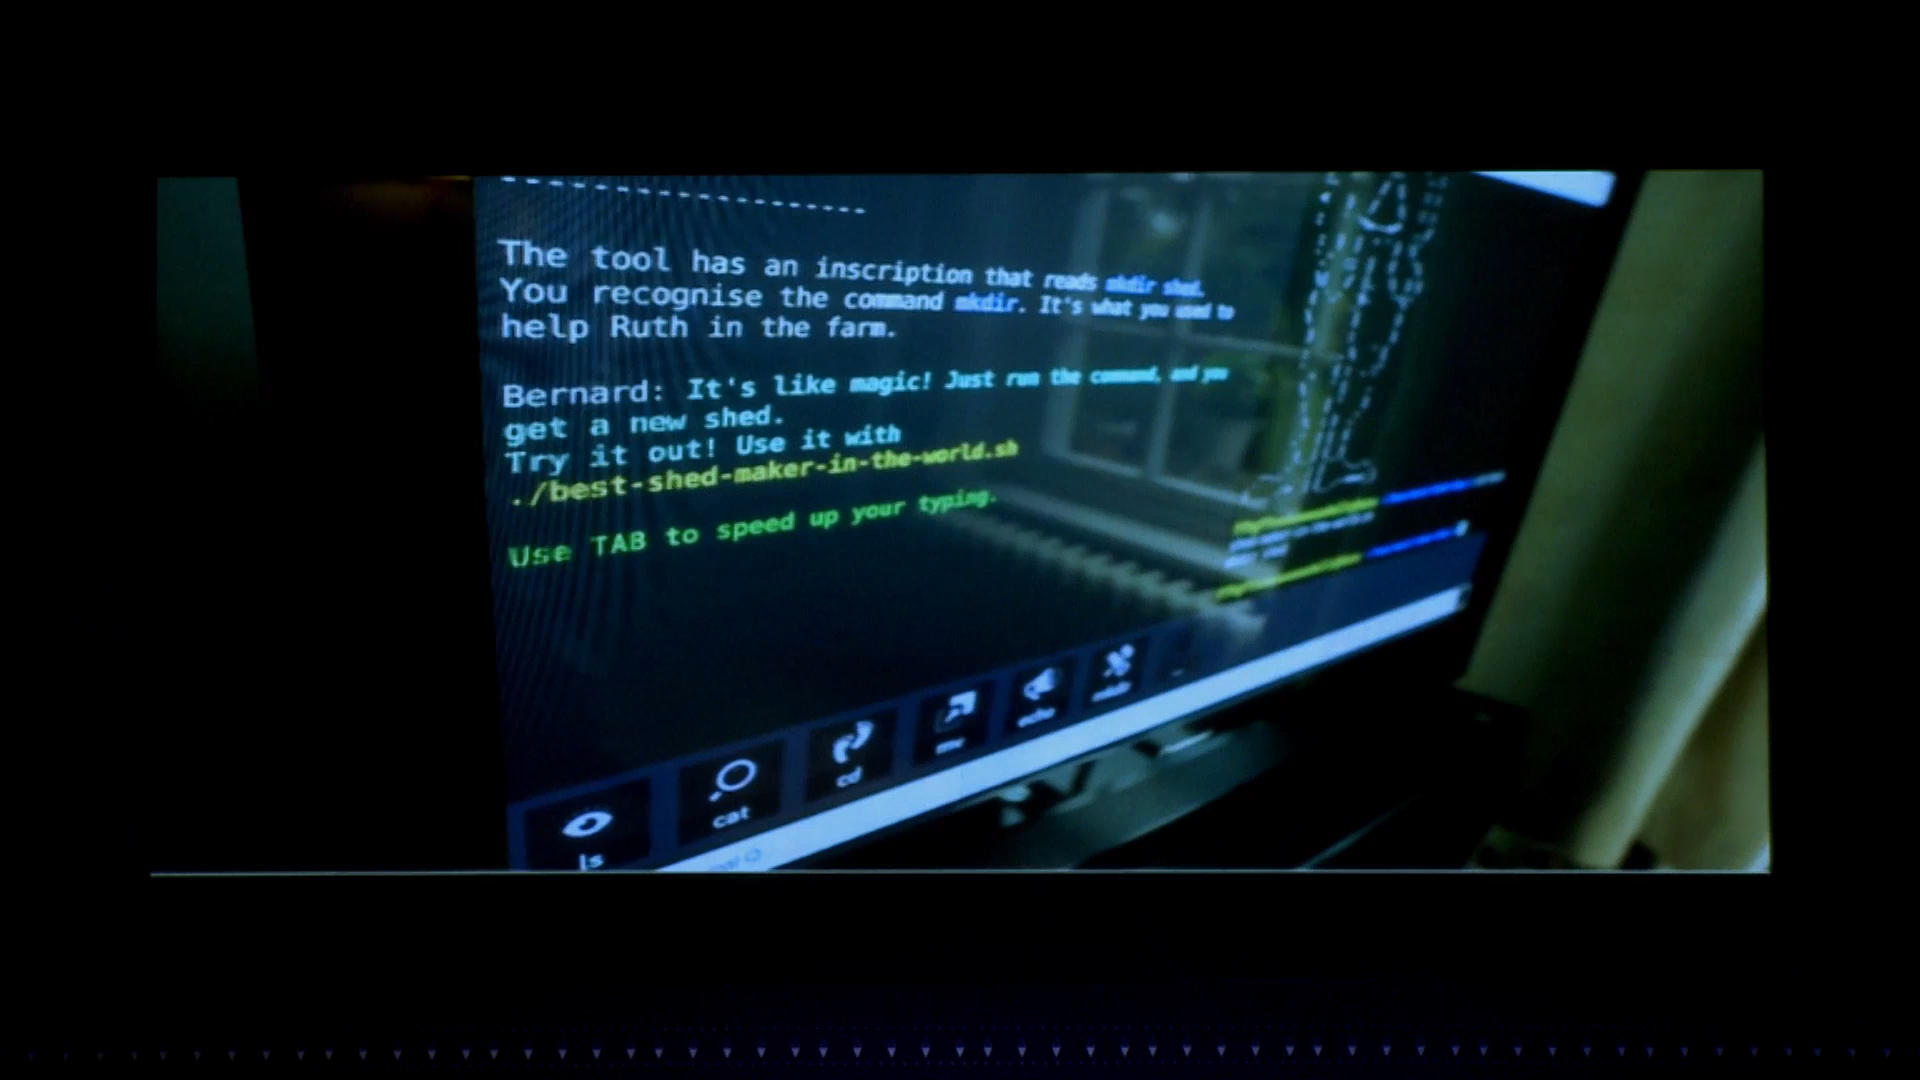 The tool has an inscription that reads mkdir shed.
You recognise the command mkdir. It's what you used to
help Ruth in the farm.
Bernard: It's like magic! Just run the command, and you
get a new shed.
Try it out! Use it with
./best-shed-maker-in-the-world.sh
Use TAB to speed up your typing.
ls
cat
cd
mv
echo
mkdir